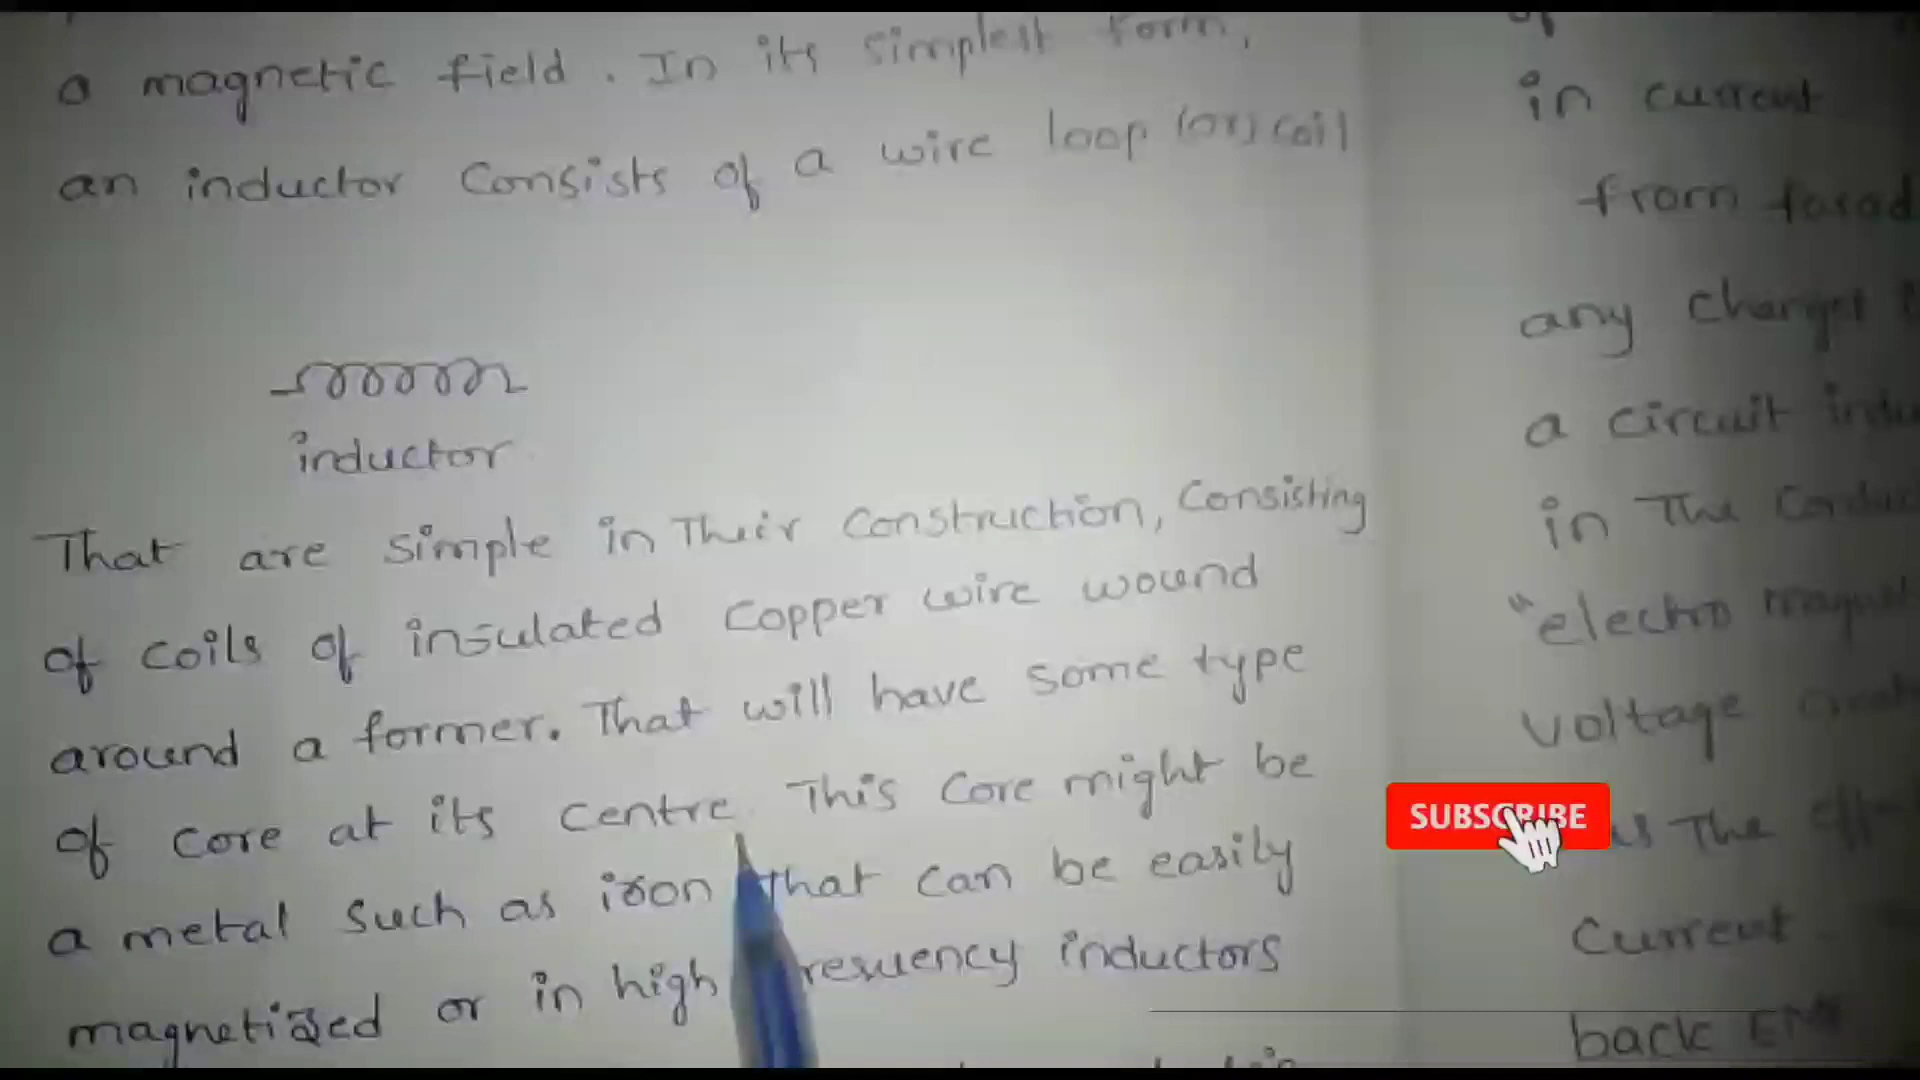 a magnetic field. In its simplest form,
an inductor consists of a wire loop (or) coil
inductor
That are simple in Their construction, consisting
of coils of insulated copper wire wound
around a former. That will have some type
of core at its centre. This core might be
a metal such as iron that can be easily
magnetized or in high inductors
in current
from
any
a circuit
in The
"electro
voltage
The
current
back EMF
SUBSCRIBE